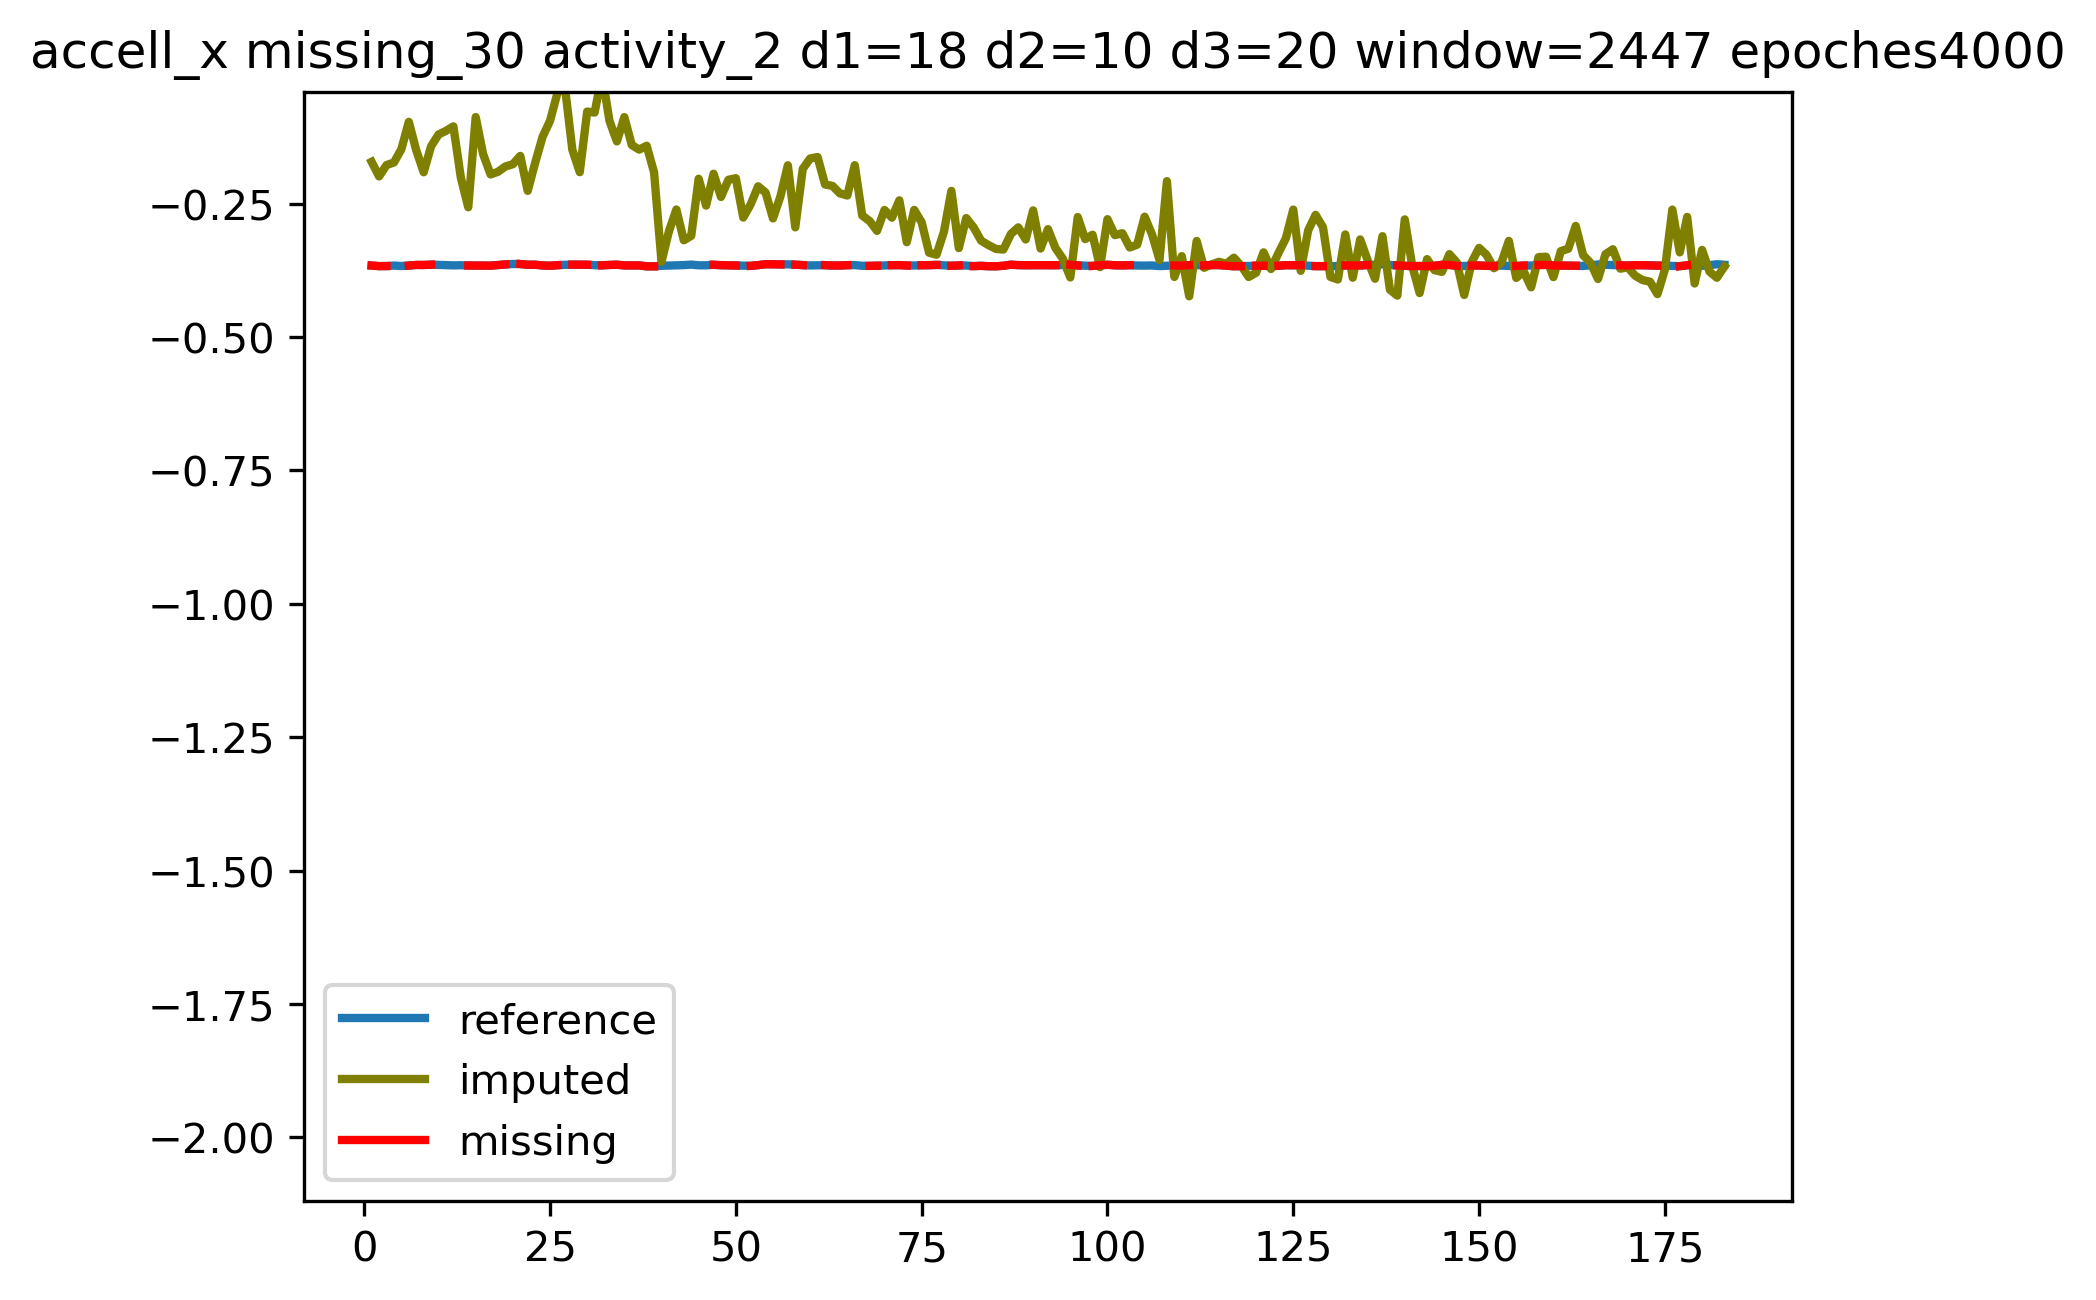 accell_x missing_30 activity_2 d1=18 d2=10 d3=20 window=2447 epoches4000
−0.25
−0.50
−0.75
−1.00
−1.25
−1.50
−1.75
−2.00
reference
imputed
missing
0 25 50 75 100 125 150 175